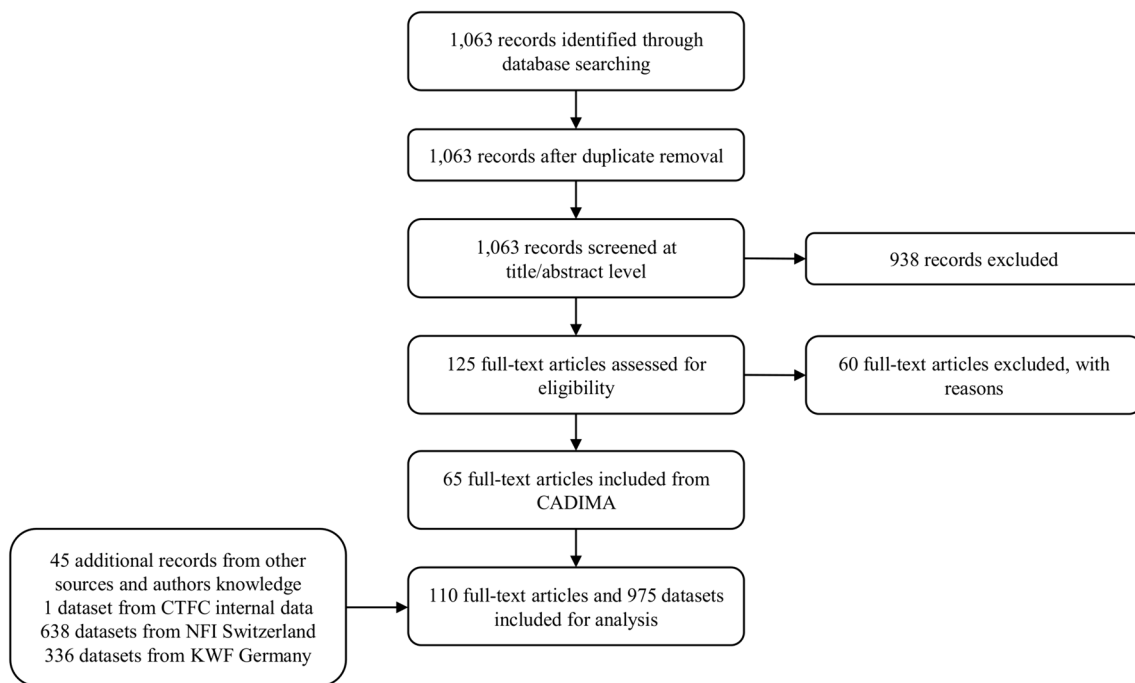 1,063 records identified through
database searching
1,063 records after duplicate removal
1,063 records screened at
title/abstract level
938 records excluded
125 full-text articles assessed for
eligibility
60 full-text articles excluded, with
reasons
65 full-text articles included from
CADIMA
45 additional records from other
sources and authors knowledge
1 dataset from CTFC internal data
638 datasets from NFI Switzerland
336 datasets from KWF Germany
110 full-text articles and 975 datasets
included for analysis